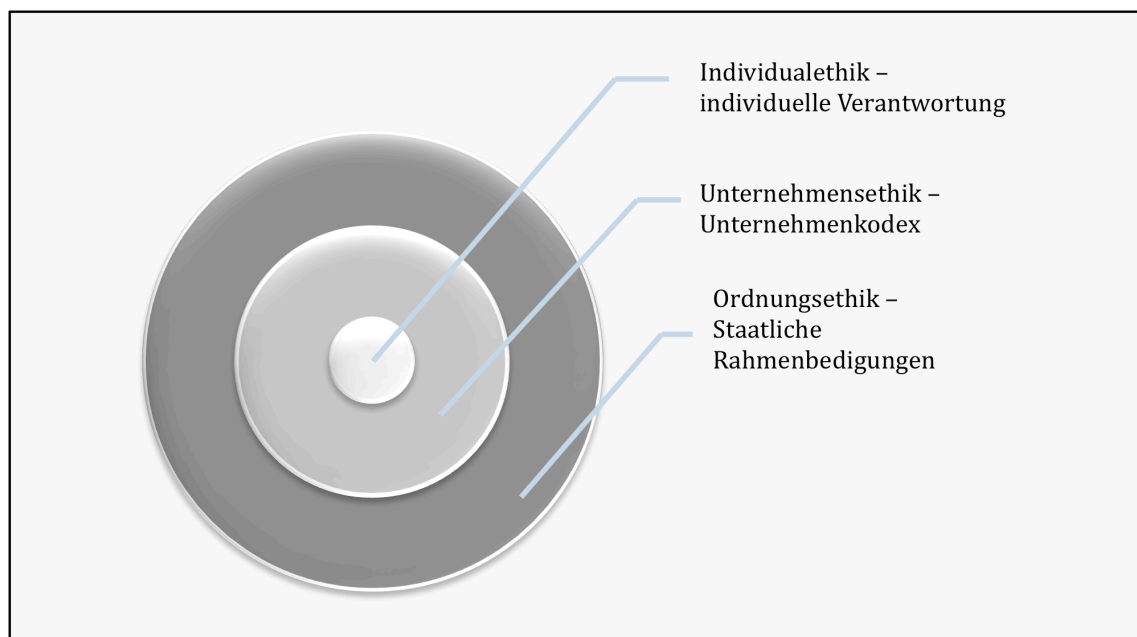 Individualethik –
individuelle Verantwortung
Unternehmensethik –
Unternehmenkodex
Ordnungsethik –
Staatliche
Rahmenbedigungen